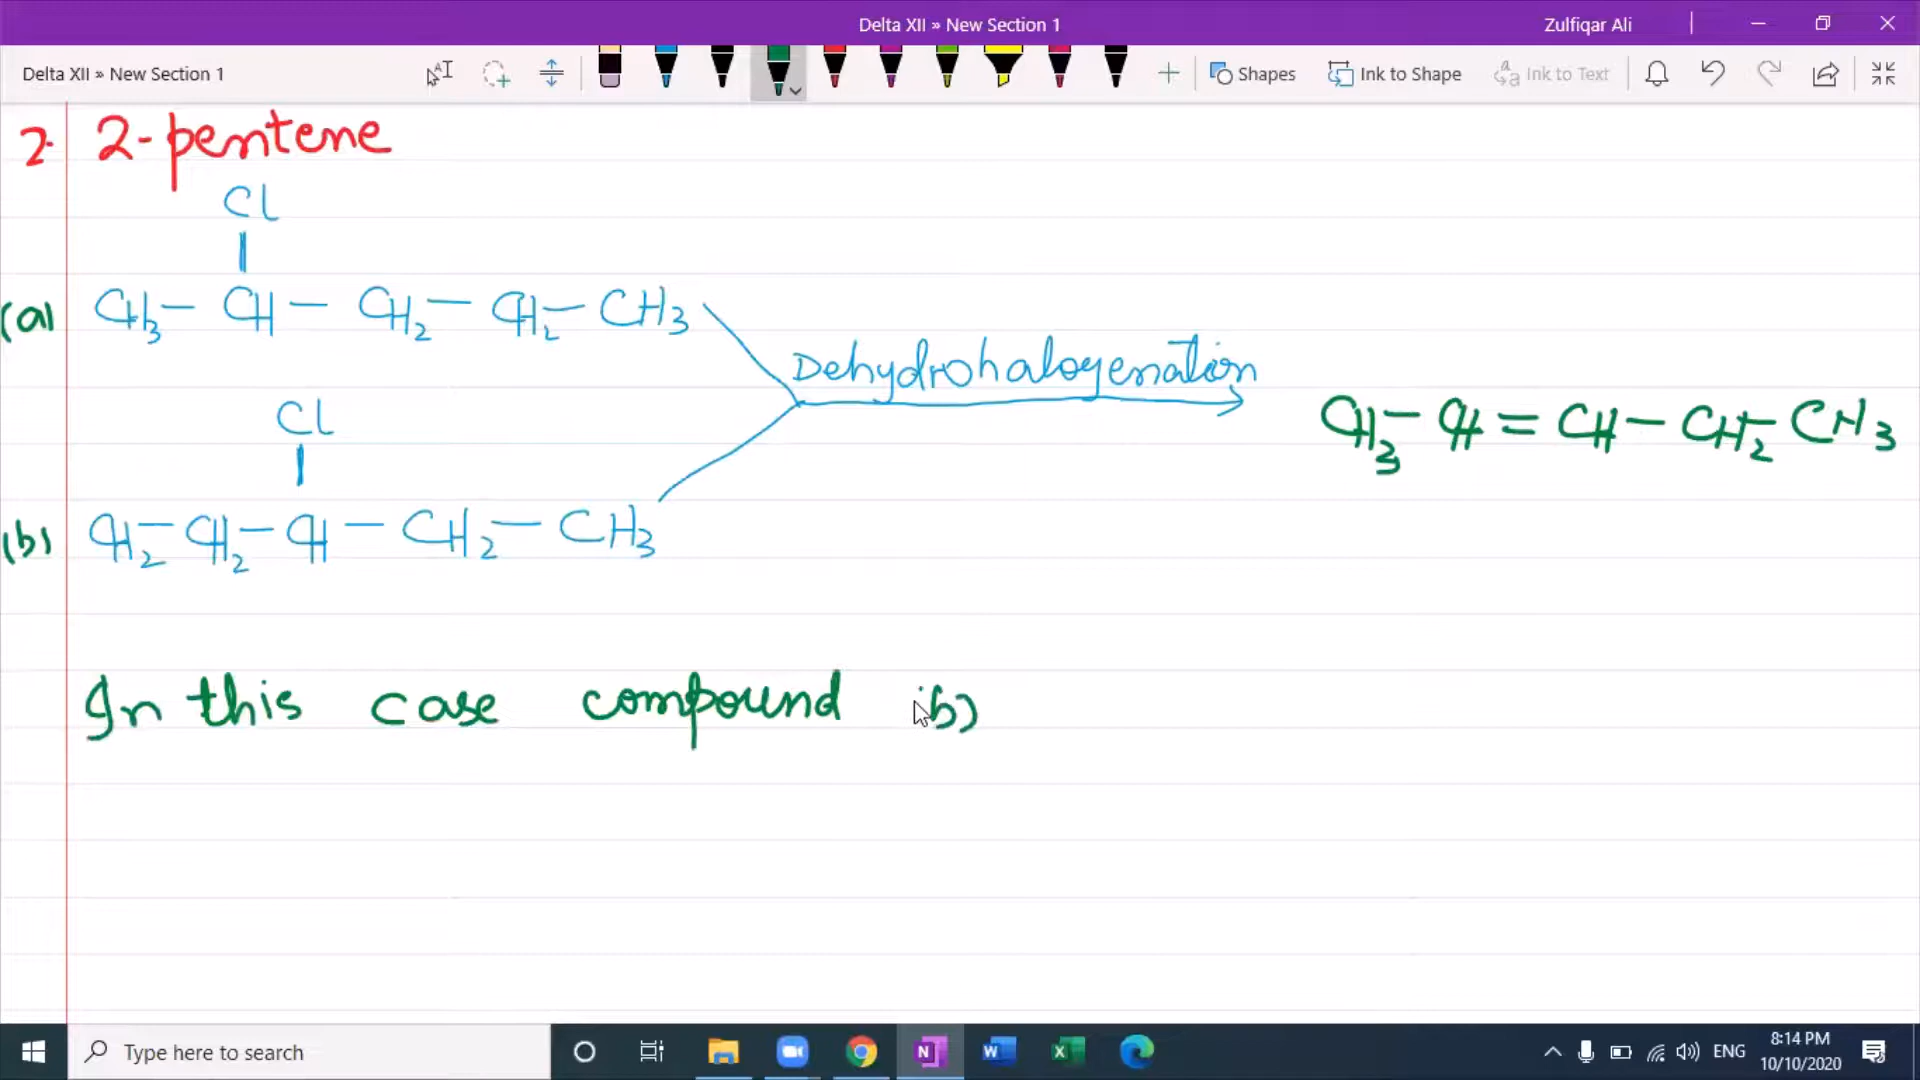 Delta XII » New Section 1
Zulfiqar Ali
Delta XII » New Section 1
Shapes
Ink to Shape
Ink to Text
2. 2-pentene
Cl
(a) CH3 - CH - CH2 - CH2 - CH3
Dehydrohalogenation
CH3 - CH = CH - CH2 - CH3
Cl
(b) CH2 - CH2 - CH - CH2 - CH3
In this case compound (b)
Type here to search
ENG
8:14 PM
10/10/2020